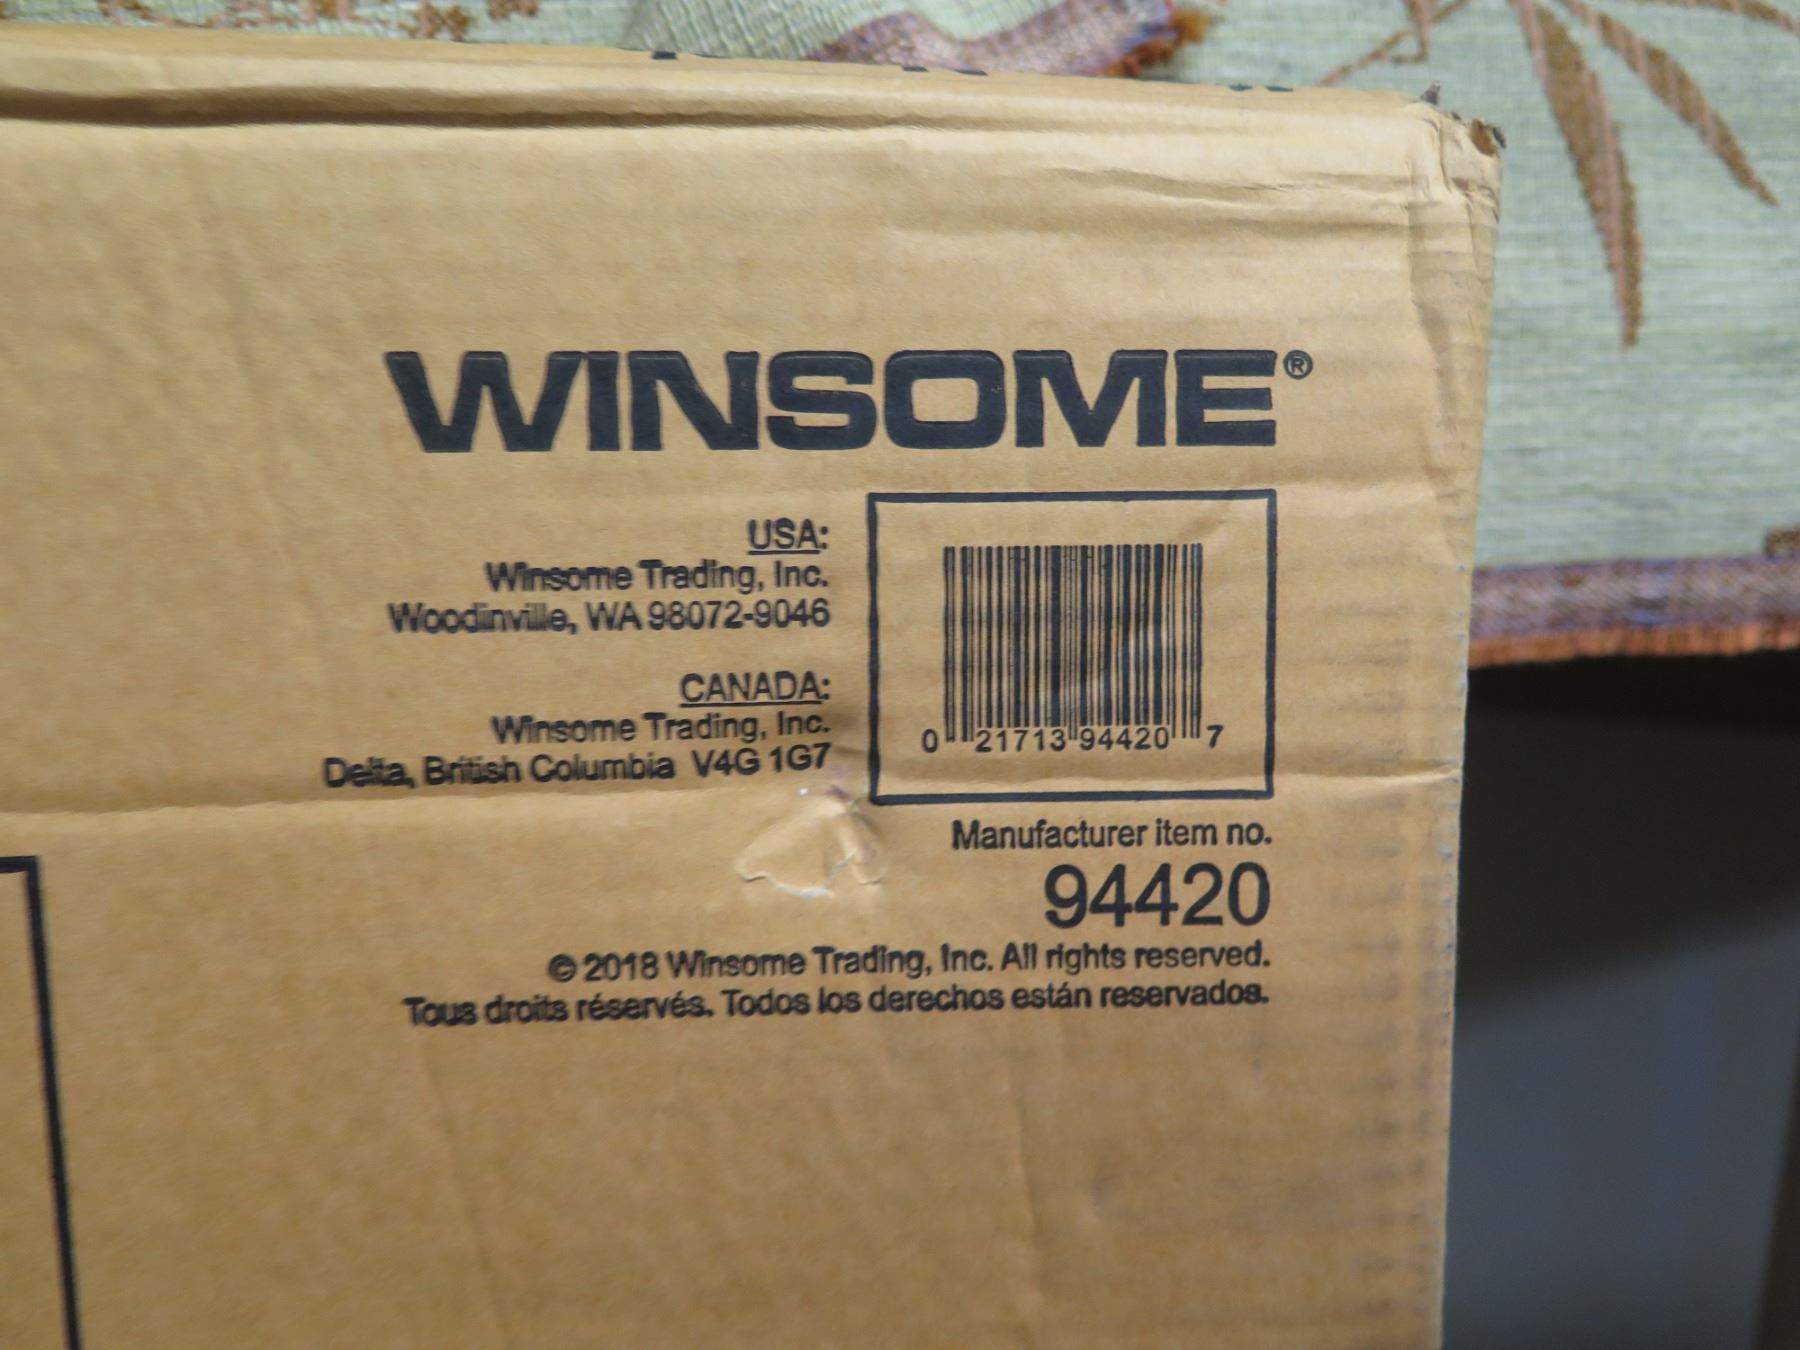 WINSOME®
USA:
Winsome Trading, Inc.
Woodinville, WA 98072-9046
CANADA:
Winsome Trading, Inc.
Delta, British Columbia V4G 1G7
0 21713 94420 7
Manufacturer item no.
94420
© 2018 Winsome Trading, Inc. All rights reserved.
Tous droits réservés. Todos los derechos están reservados.